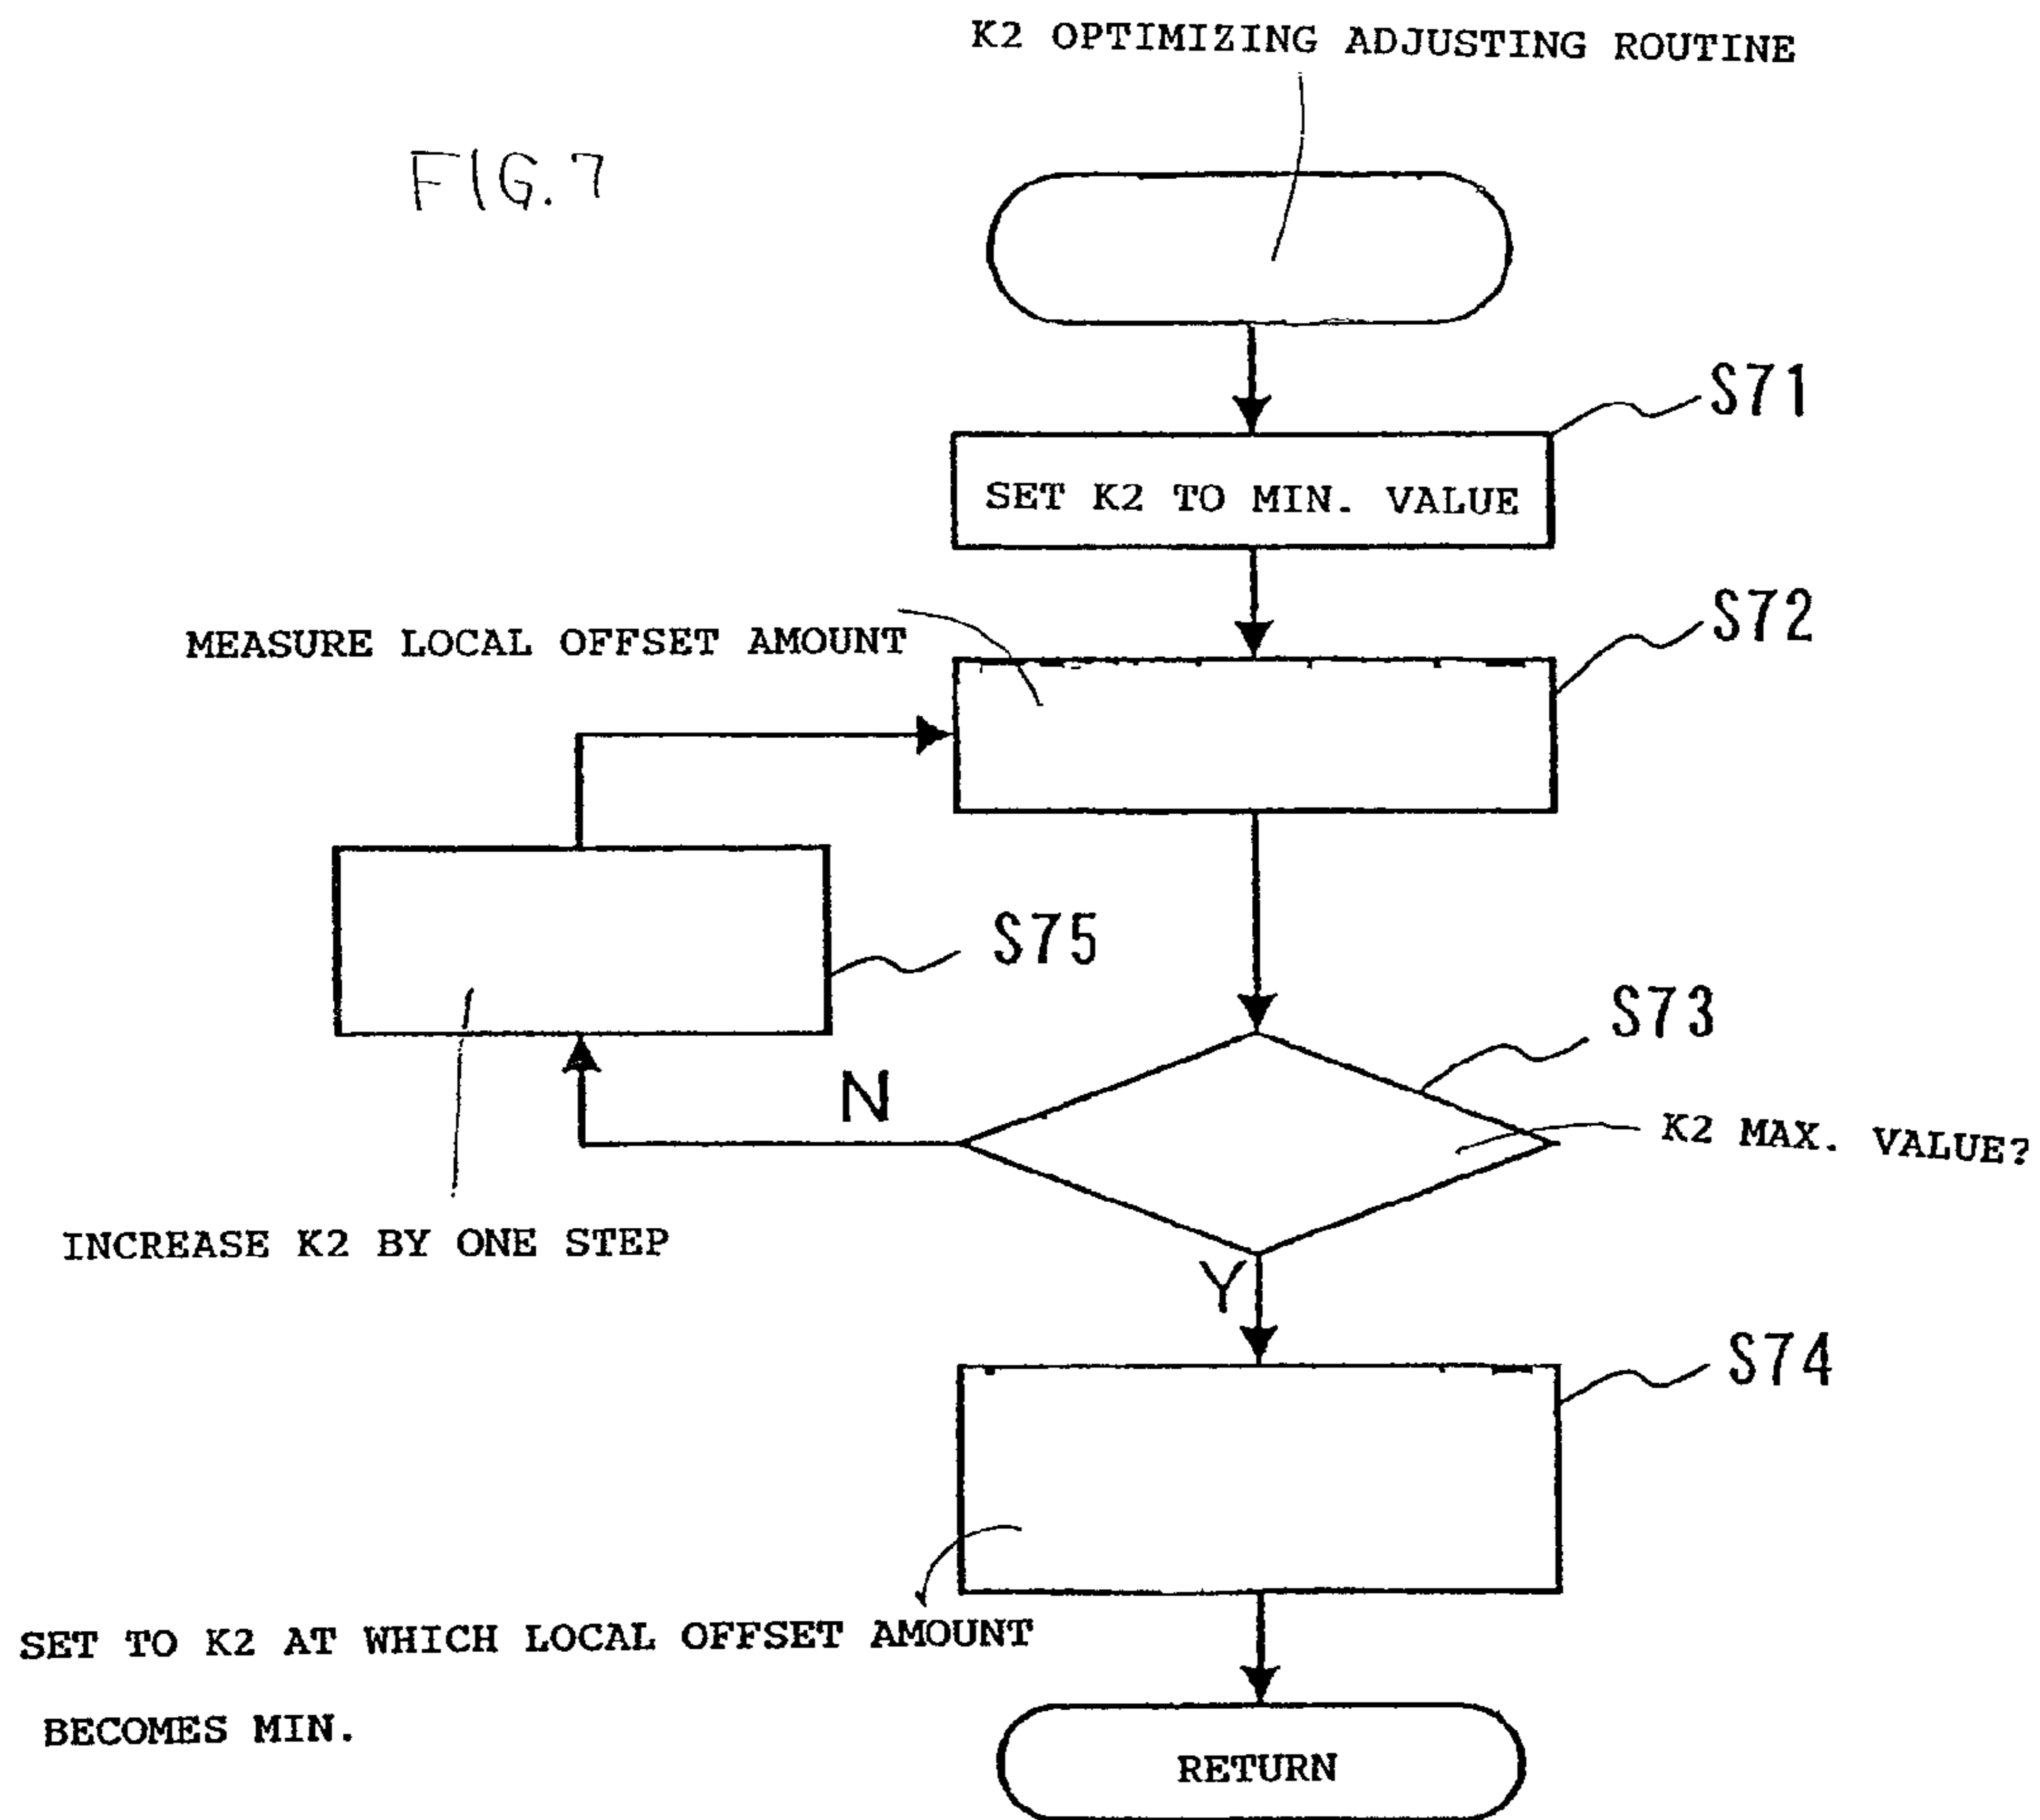 K2 OPTIMIZING ADJUSTING ROUTINE
FIG. 7
S71
SET K2 TO MIN. VALUE
S72
MEASURE LOCAL OFFSET AMOUNT
S75
S73
N
K2 MAX. VALUE?
INCREASE K2 BY ONE STEP
Y
S74
SET TO K2 AT WHICH LOCAL OFFSET AMOUNT
BECOMES MIN.
RETURN